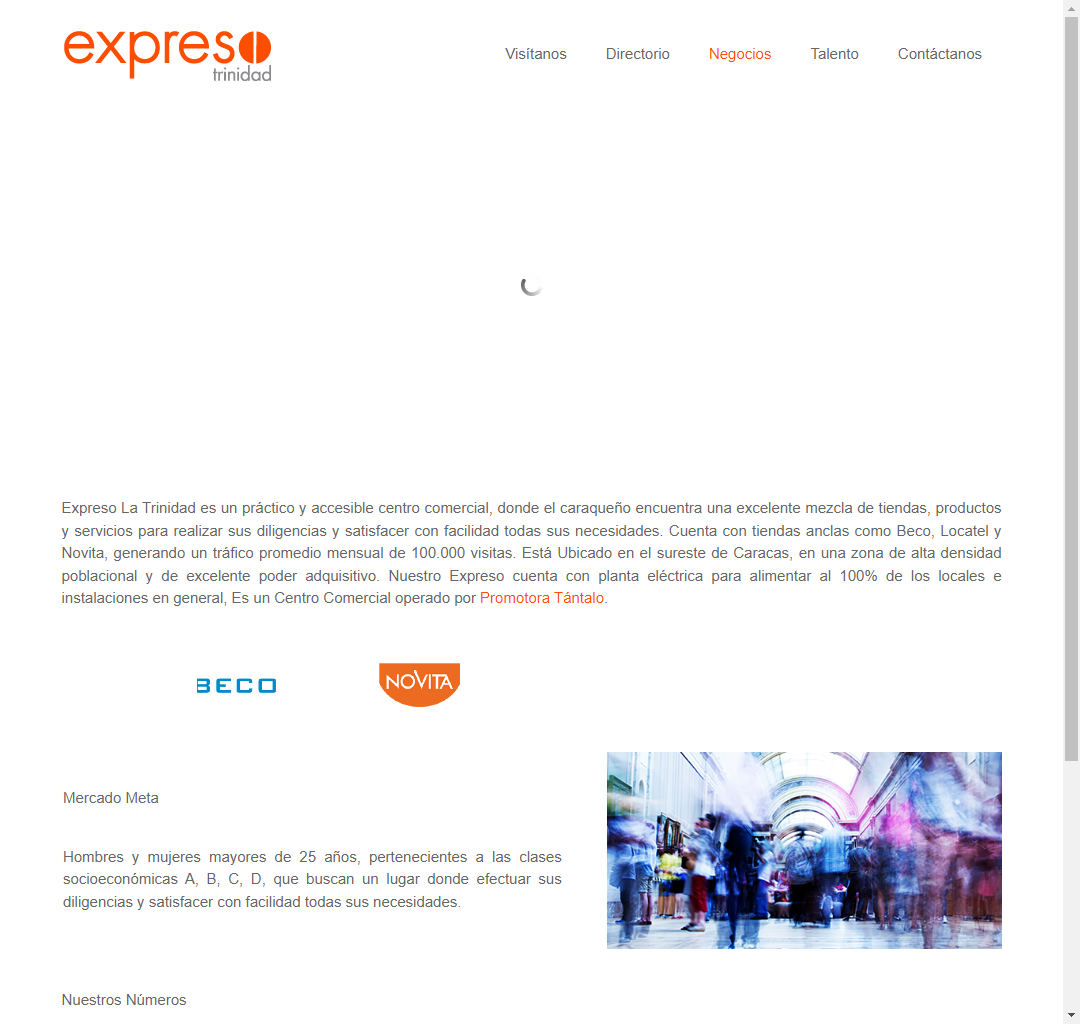 expreso
trinidad
Visítanos Directorio Negocios Talento Contáctanos
Expreso La Trinidad es un práctico y accesible centro comercial, donde el caraqueño encuentra una excelente mezcla de tiendas, productos
y servicios para realizar sus diligencias y satisfacer con facilidad todas sus necesidades. Cuenta con tiendas anclas como Beco, Locatel y
Novita, generando un tráfico promedio mensual de 100.000 visitas. Está Ubicado en el sureste de Caracas, en una zona de alta densidad
poblacional y de excelente poder adquisitivo. Nuestro Expreso cuenta con planta eléctrica para alimentar al 100% de los locales e
instalaciones en general, Es un Centro Comercial operado por Promotora Tántalo.
BECO NOVITA
Mercado Meta
Hombres y mujeres mayores de 25 años, pertenecientes a las clases
socioeconómicas A, B, C, D, que buscan un lugar donde efectuar sus
diligencias y satisfacer con facilidad todas sus necesidades.
Nuestros Números